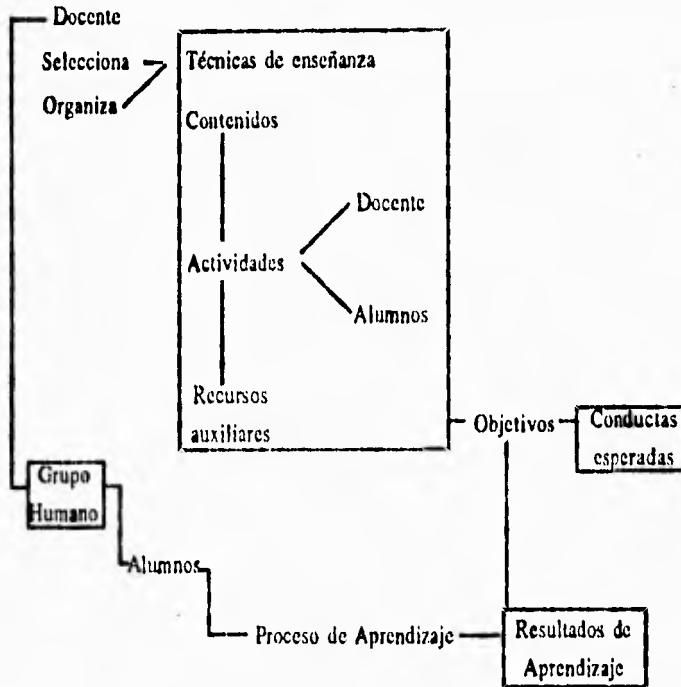 Docente
Selecciona
Organiza
Técnicas de enseñanza
Contenidos
Docente
Actividades
Alumnos
Recursos
auxiliares
Objetivos
Conductas
esperadas
Grupo
Humano
Alumnos
Proceso de Aprendizaje
Resultados de
Aprendizaje